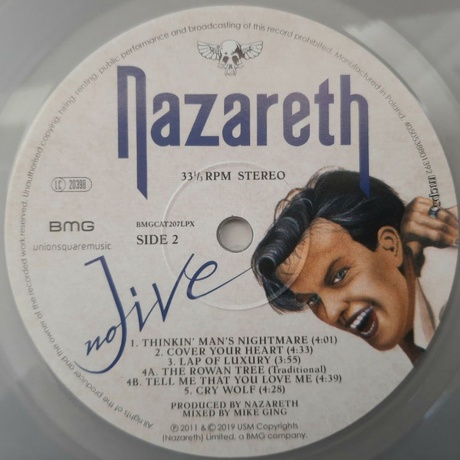 Unauthorised copying, hiring, renting, public performance and broadcasting of this record prohibited. Manufactured in Poland.
Nazareth
33⅓ RPM STEREO
LC 20398
BMG
unionsquaremusic
BMGCAT207LPX
SIDE 2
no Jive
1. THINKIN' MAN'S NIGHTMARE (4:01)
2. COVER YOUR HEART (4:33)
3. LAP OF LUXURY (3:55)
4A. THE ROWAN TREE (Traditional)
4B. TELL ME THAT YOU LOVE ME (4:39)
5. CRY WOLF (4:28)
PRODUCED BY NAZARETH
MIXED BY MIKE GING
℗ 2011 & © 2019 USM Copyrights
(Nazareth) Limited, a BMG company.
All rights of the producer and the owner of the recorded work reserved.